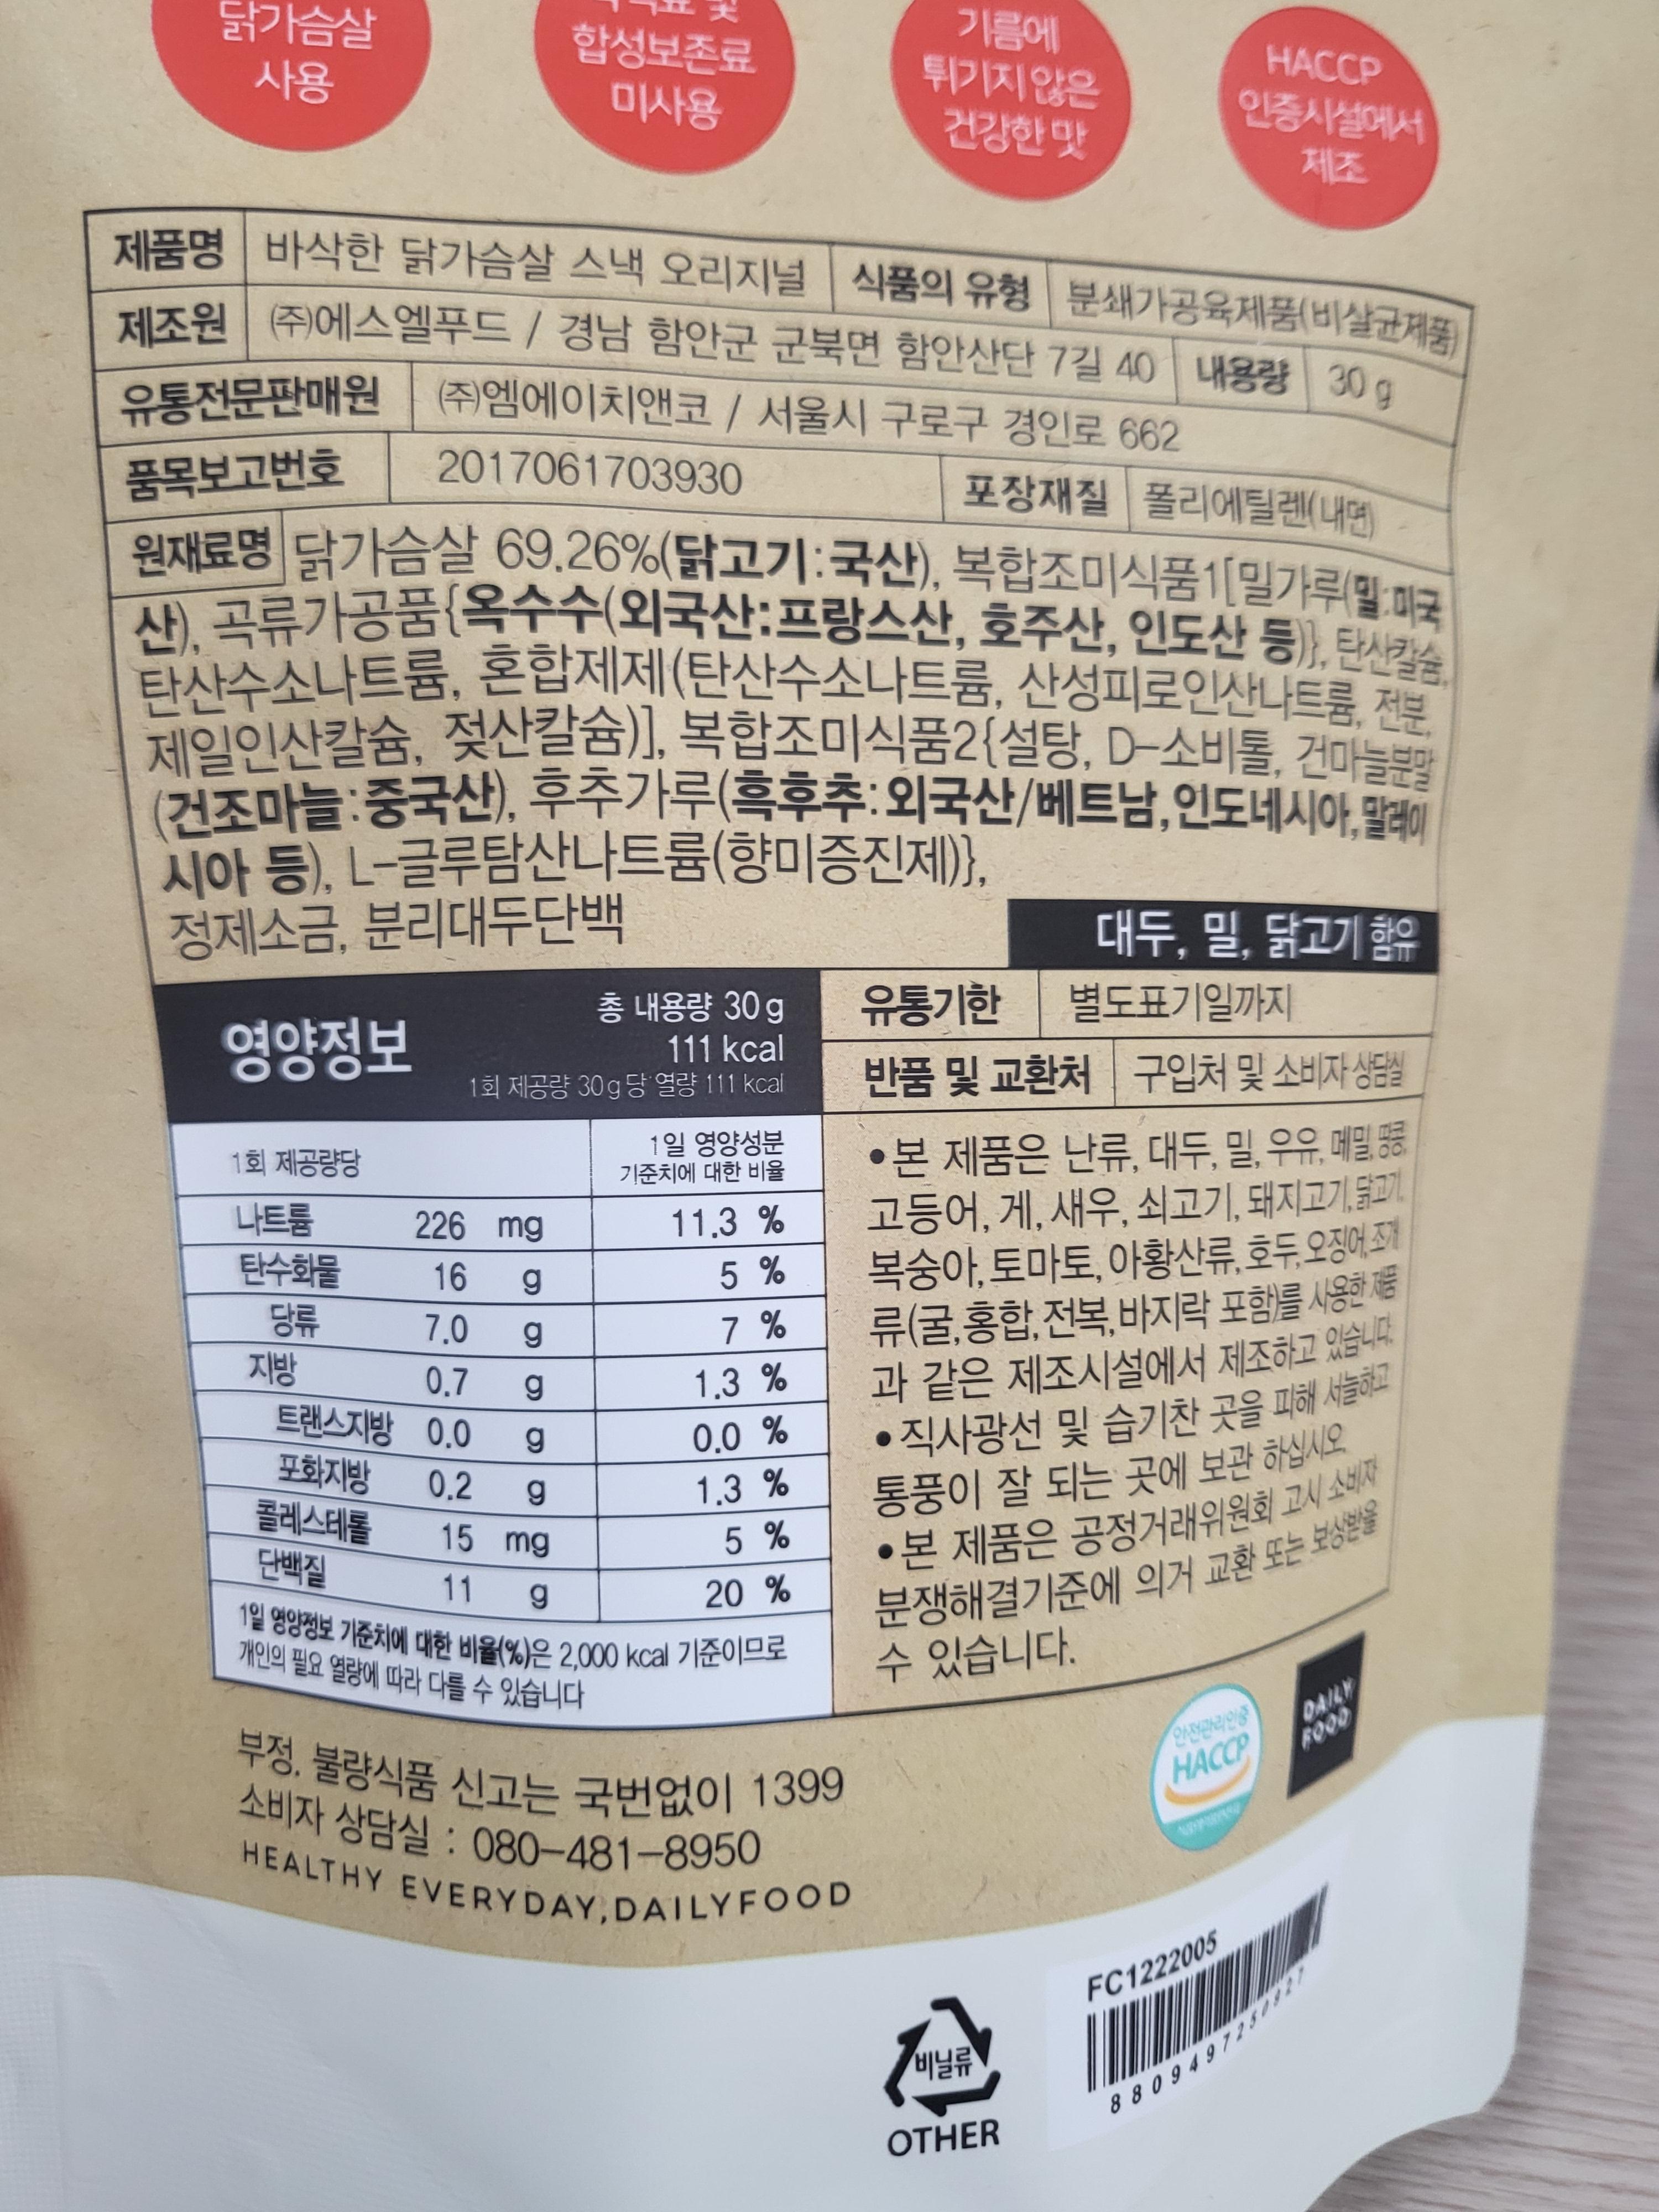 닭가슴살
사용
합성보존료
미사용
기름에
튀기지 않은
건강한 맛
HACCP
인증시설에서
제조
제품명 바삭한 닭가슴살 스낵 오리지널 식품의 유형 분쇄가공육제품(비살균제품)
제조원 (주)에스엘푸드 / 경남 함안군 군북면 함안산단 7길 40 내용량 30 g
유통전문판매원 (주)엠에이치앤코 / 서울시 구로구 경인로 662
품목보고번호 2017061703930 포장재질 폴리에틸렌(내면)
원재료명 닭가슴살 69.26%(닭고기:국산), 복합조미식품1[밀가루(밀:미국
산), 곡류가공품{옥수수(외국산:프랑스산, 호주산, 인도산 등)}, 탄산칼슘,
탄산수소나트륨, 혼합제제(탄산수소나트륨, 산성피로인산나트륨, 전분,
제일인산칼슘, 젖산칼슘)], 복합조미식품2{설탕, D-소비톨, 건마늘분말
(건조마늘:중국산), 후추가루(흑후추:외국산/베트남,인도네시아,말레이
시아 등), L-글루탐산나트륨(향미증진제)},
정제소금, 분리대두단백
대두, 밀, 닭고기 함유
영양정보
총 내용량 30 g
111 kcal
1회 제공량 30 g 당 열량 111 kcal
1회 제공량당 1일 영양성분
기준치에 대한 비율
나트륨 226 mg 11.3 %
탄수화물 16 g 5 %
당류 7.0 g 7 %
지방 0.7 g 1.3 %
트랜스지방 0.0 g 0.0 %
포화지방 0.2 g 1.3 %
콜레스테롤 15 mg 5 %
단백질 11 g 20 %
1일 영양정보 기준치에 대한 비율(%)은 2,000 kcal 기준이므로
개인의 필요 열량에 따라 다를 수 있습니다
유통기한 별도표기일까지
반품 및 교환처 구입처 및 소비자 상담실
•본 제품은 난류, 대두, 밀, 우유, 메밀, 땅콩,
고등어, 게, 새우, 쇠고기, 돼지고기, 닭고기,
복숭아, 토마토, 아황산류, 호두, 오징어, 조개
류(굴,홍합,전복,바지락 포함)를 사용한 제품
과 같은 제조시설에서 제조하고 있습니다.
•직사광선 및 습기찬 곳을 피해 서늘하고
통풍이 잘 되는 곳에 보관 하십시오.
•본 제품은 공정거래위원회 고시 소비자
분쟁해결기준에 의거 교환 또는 보상받을
수 있습니다.
안전관리인증
HACCP
DAILY
FOOD
부정, 불량식품 신고는 국번없이 1399
소비자 상담실 : 080-481-8950
HEALTHY EVERYDAY, DAILYFOOD
비닐류
OTHER
FC1222005
8809497250927